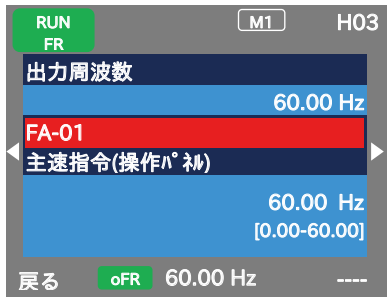 RUN M1 H03
FR
出力周波数
60.00 Hz
FA-01
主速指令(操作ﾊﾟﾈﾙ)
60.00 Hz
[0.00-60.00]
戻る oFR 60.00 Hz ----